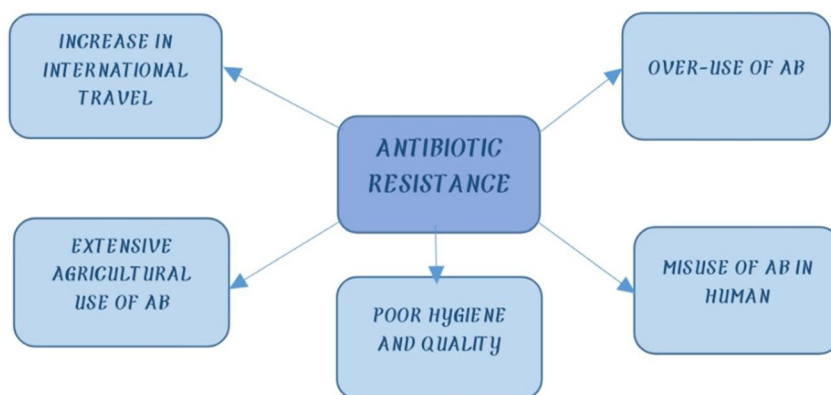 INCREASE IN
INTERNATIONAL
TRAVEL
OVER-USE OF AB
ANTIBIOTIC
RESISTANCE
EXTENSIVE
AGRICULTURAL
USE OF AB
MISUSE OF AB IN
HUMAN
POOR HYGIENE
AND QUALITY